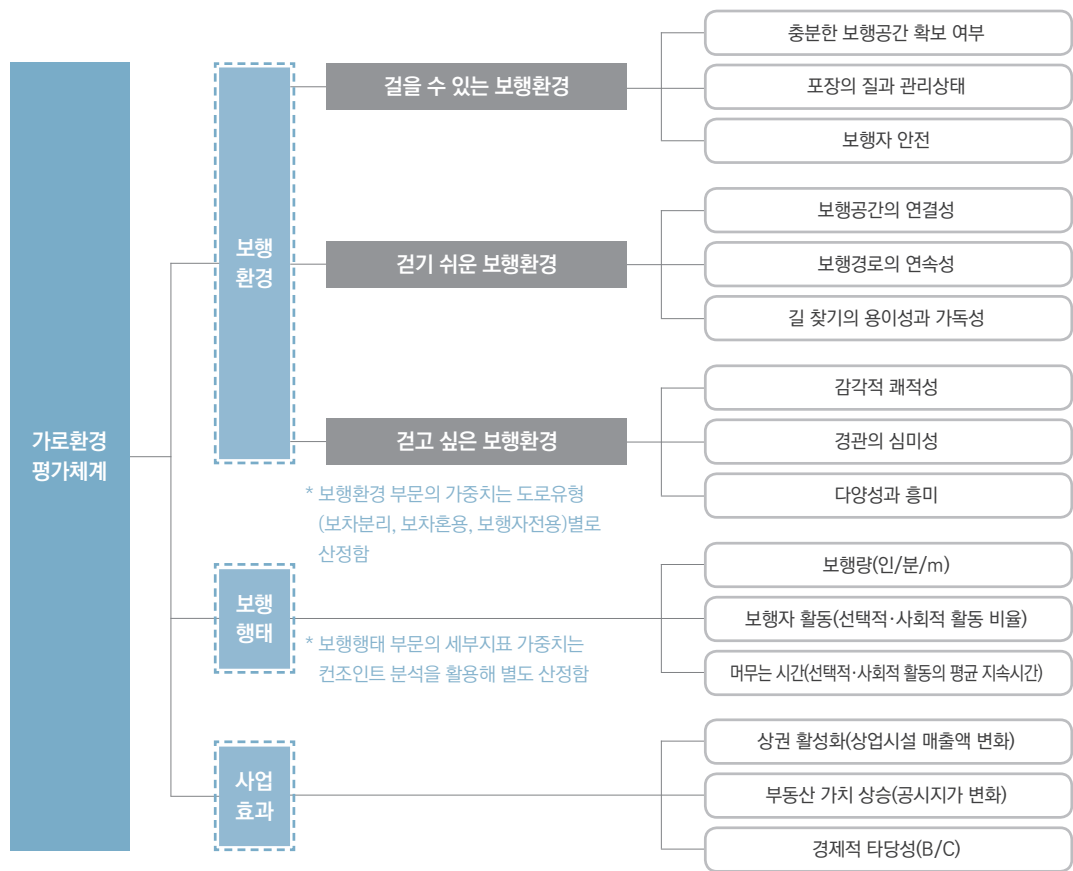 가로환경
평가체계
보행
환경
걸을 수 있는 보행환경
충분한 보행공간 확보 여부
포장의 질과 관리상태
보행자 안전
걷기 쉬운 보행환경
보행공간의 연결성
보행경로의 연속성
길 찾기의 용이성과 가독성
걷고 싶은 보행환경
감각적 쾌적성
경관의 심미성
다양성과 흥미
* 보행환경 부문의 가중치는 도로유형
(보차분리, 보차혼용, 보행자전용)별로
산정함
보행
행태
보행량(인/분/m)
보행자 활동(선택적·사회적 활동 비율)
머무는 시간(선택적·사회적 활동의 평균 지속시간)
* 보행행태 부문의 세부지표 가중치는
컨조인트 분석을 활용해 별도 산정함
사업
효과
상권 활성화(상업시설 매출액 변화)
부동산 가치 상승(공시지가 변화)
경제적 타당성(B/C)